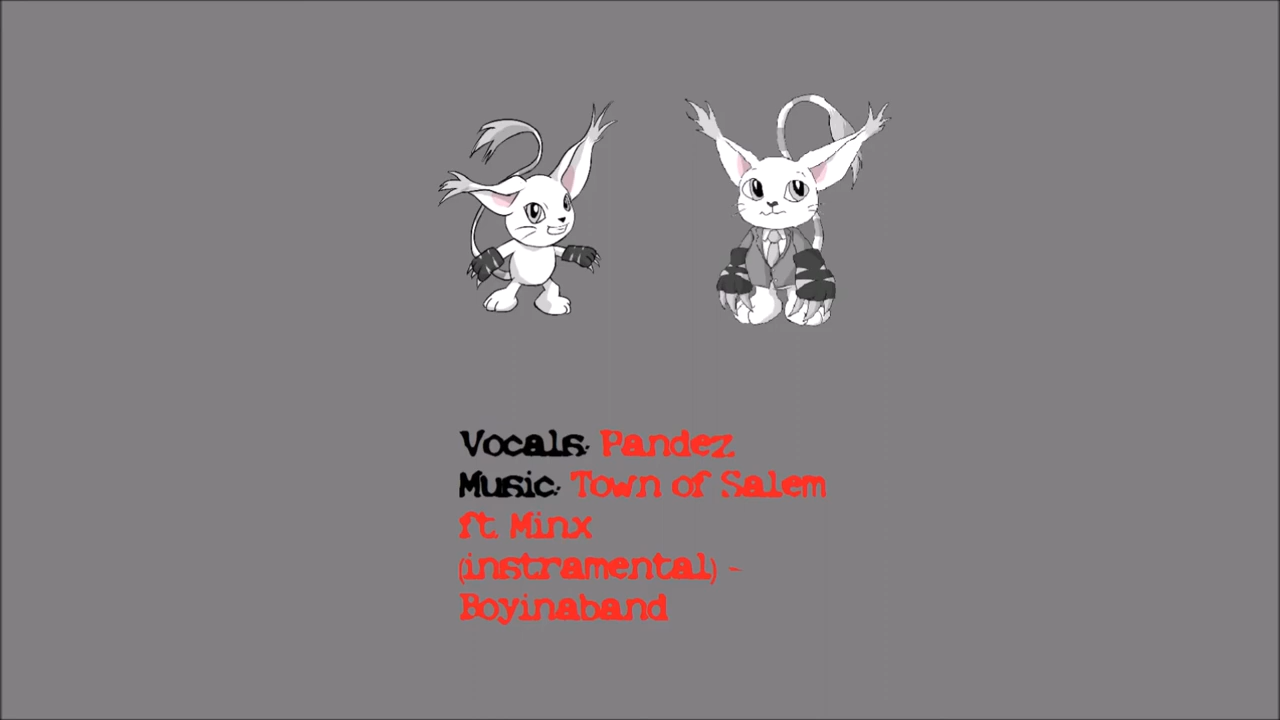 Vocals: Pandez
Music: Town of Salem
ft. Minx
(instramental) -
Boyinaband